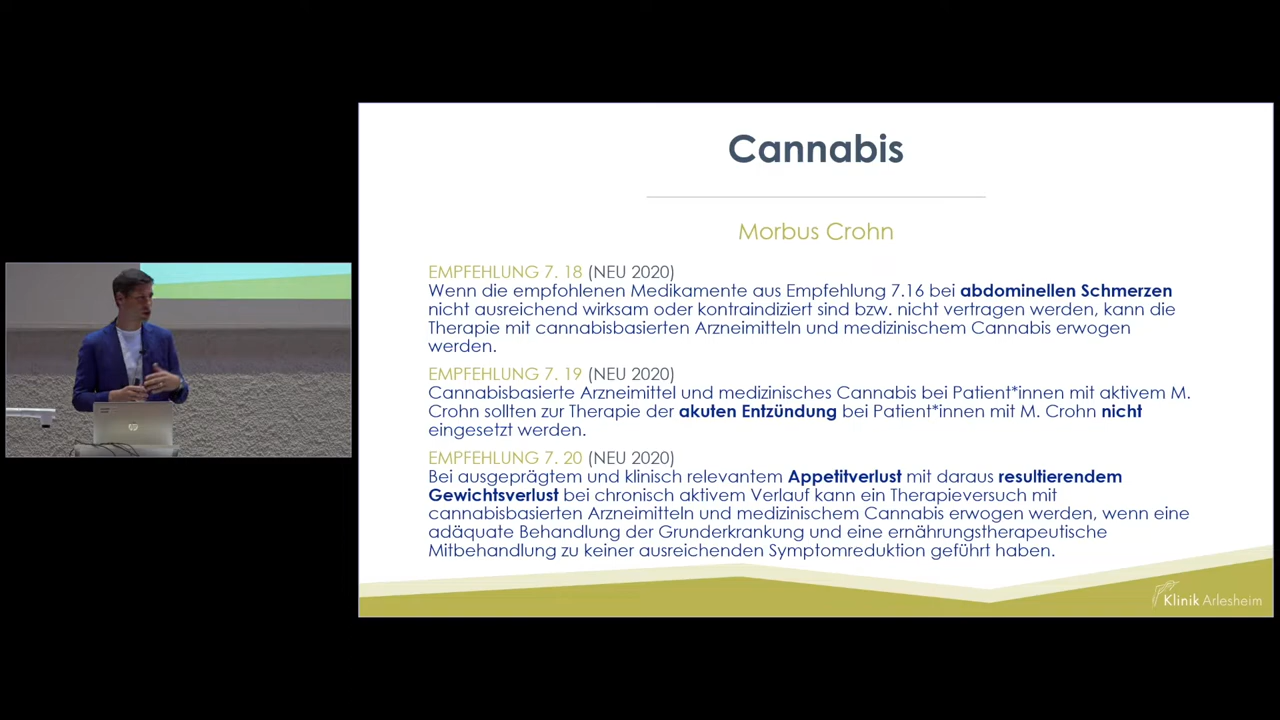 Cannabis
Morbus Crohn
EMPFEHLUNG 7. 18 (NEU 2020)
Wenn die empfohlenen Medikamente aus Empfehlung 7.16 bei abdominellen Schmerzen
nicht ausreichend wirksam oder kontraindiziert sind bzw. nicht vertragen werden, kann die
Therapie mit cannabisbasierten Arzneimitteln und medizinischem Cannabis erwogen
werden.
EMPFEHLUNG 7. 19 (NEU 2020)
Cannabisbasierte Arzneimittel und medizinisches Cannabis bei Patient*innen mit aktivem M.
Crohn sollten zur Therapie der akuten Entzündung bei Patient*innen mit M. Crohn nicht
eingesetzt werden.
EMPFEHLUNG 7. 20 (NEU 2020)
Bei ausgeprägtem und klinisch relevantem Appetitverlust mit daraus resultierendem
Gewichtsverlust bei chronisch aktivem Verlauf kann ein Therapieversuch mit
cannabisbasierten Arzneimitteln und medizinischem Cannabis erwogen werden, wenn eine
adäquate Behandlung der Grunderkrankung und eine ernährungstherapeutische
Mitbehandlung zu keiner ausreichenden Symptomreduktion geführt haben.
Klinik Arlesheim
hp